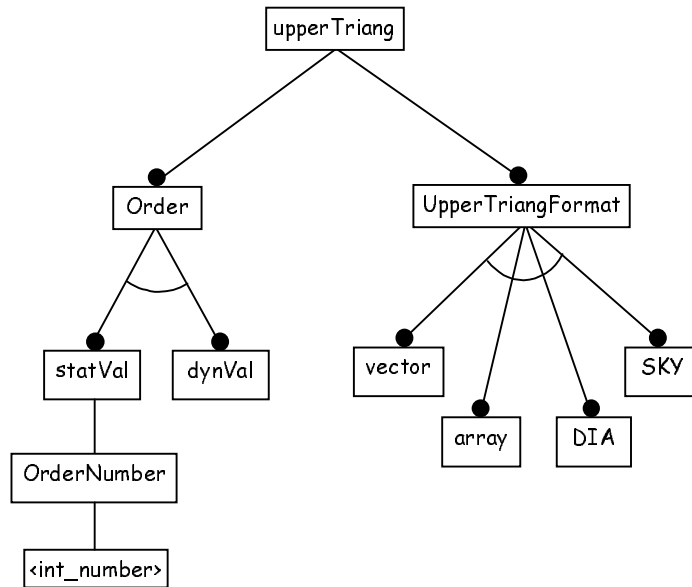 upperTriang
Order
UpperTriangFormat
statVal
dynVal
vector
SKY
array
DIA
OrderNumber
<int_number>